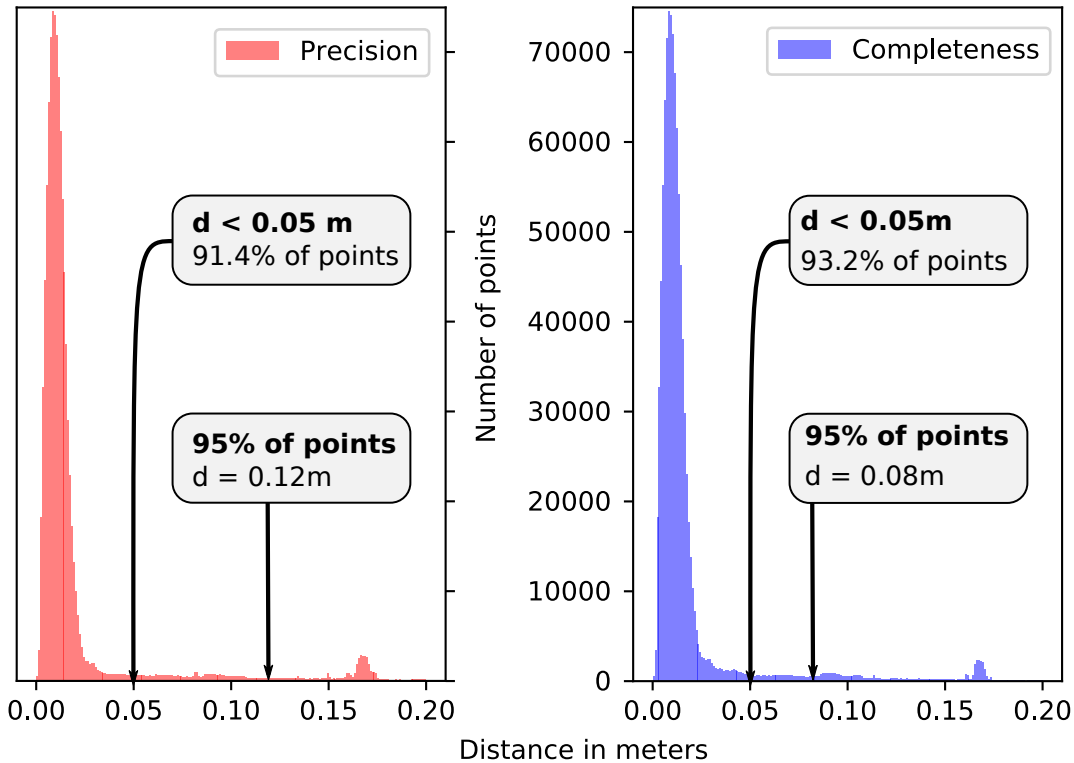 Precision
d < 0.05 m
91.4% of points
95% of points
d = 0.12m
0.00 0.05 0.10 0.15 0.20
Number of points
70000
60000
50000
40000
30000
20000
10000
0
Completeness
d < 0.05m
93.2% of points
95% of points
d = 0.08m
0.00 0.05 0.10 0.15 0.20
Distance in meters